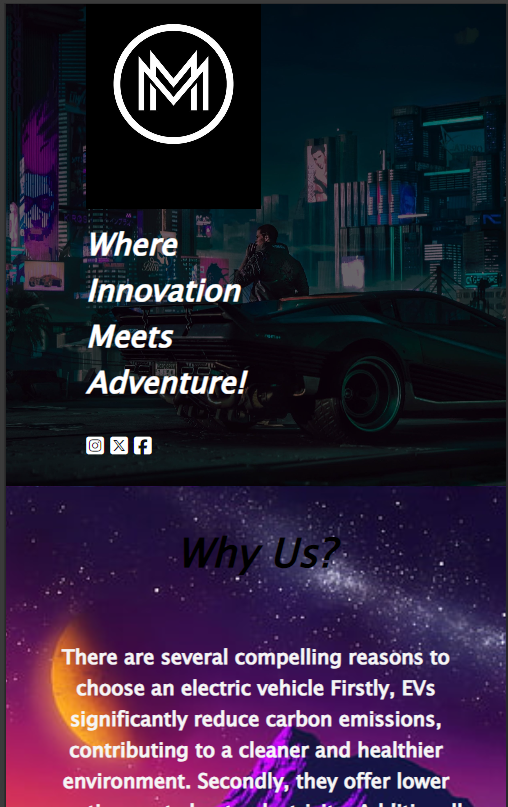 Where
Innovation
Meets
Adventure!
Why Us?
There are several compelling reasons to
choose an electric vehicle Firstly, EVs
significantly reduce carbon emissions,
contributing to a cleaner and healthier
environment. Secondly, they offer lower